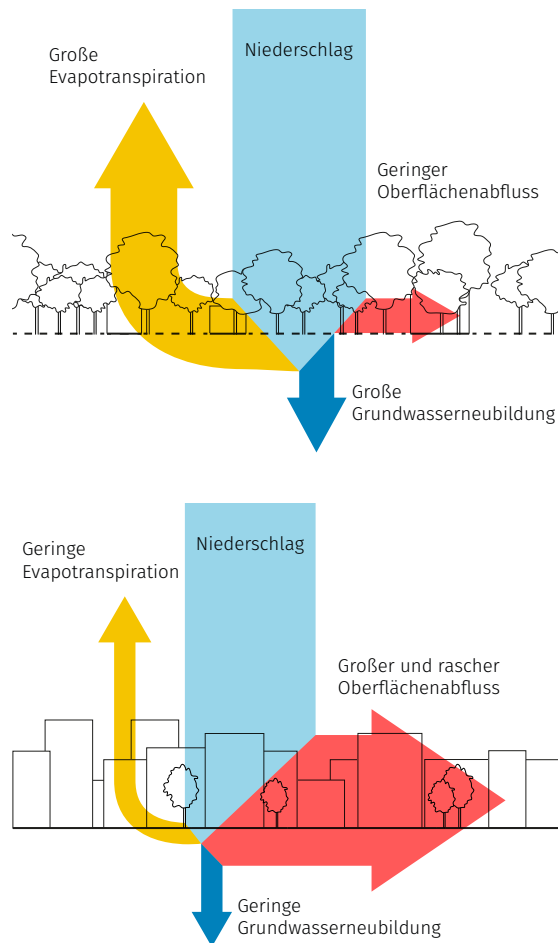 Große
Evapotranspiration
Niederschlag
Geringer
Oberflächenabfluss
Große
Grundwasserneubildung
Geringe
Evapotranspiration
Niederschlag
Großer und rascher
Oberflächenabfluss
Geringe
Grundwasserneubildung